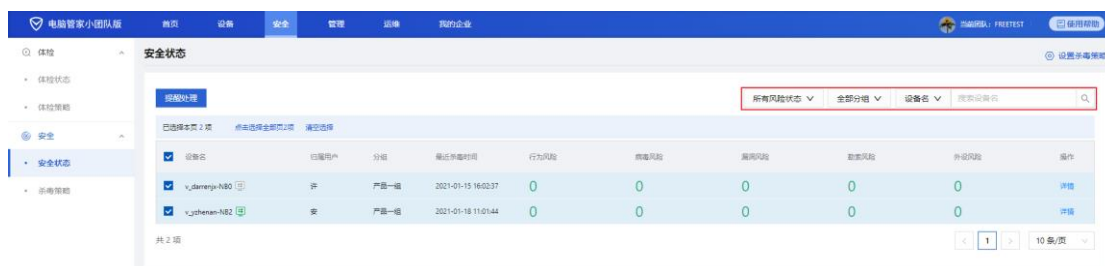 电脑管家小团队版 首页 设备 安全 管理 运维 我的企业 当前团队：FREETEST 使用帮助
体检 安全状态 设置杀毒策略
体检状态
体检策略 提醒处理 所有风险状态 全部分组 设备名 搜索设备名
安全 已选择本页 2 项 点击选择全部页2项 清空选择
安全状态 设备名 归属用户 分组 最近杀毒时间 行为风险 病毒风险 漏洞风险 勒索风险 外设风险 操作
杀毒策略 v_darrenjx-NB0 许 产品一组 2021-01-15 16:02:37 0 0 0 0 0 详情
v_yzhenan-NB2 安 产品一组 2021-01-18 11:01:44 0 0 0 0 0 详情
共 2 项 1 10 条/页